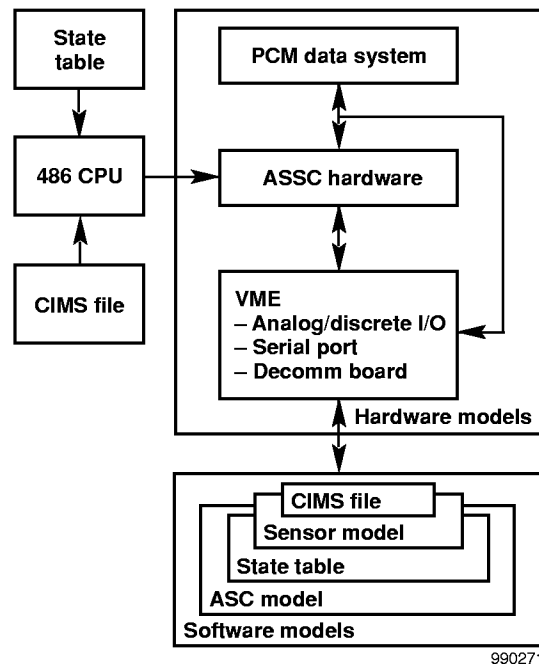 State
table
486 CPU
CIMS file
PCM data system
ASSC hardware
VME
– Analog/discrete I/O
– Serial port
– Decomm board
Hardware models
CIMS file
Sensor model
State table
ASC model
Software models
990271